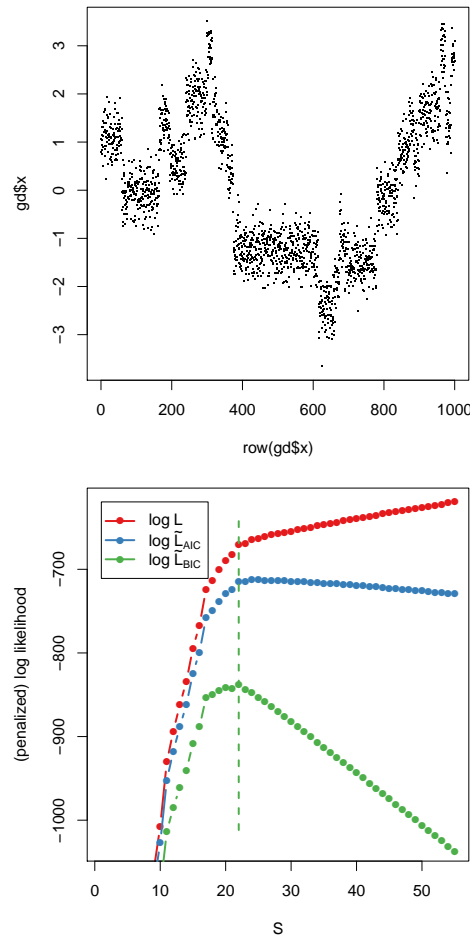 3
2
1
0
-1
-2
-3
gd$x
0 200 400 600 800 1000
row(gd$x)
log L
log L̃AIC
log L̃BIC
-700
-800
-900
-1000
(penalized) log likelihood
0 10 20 30 40 50
S